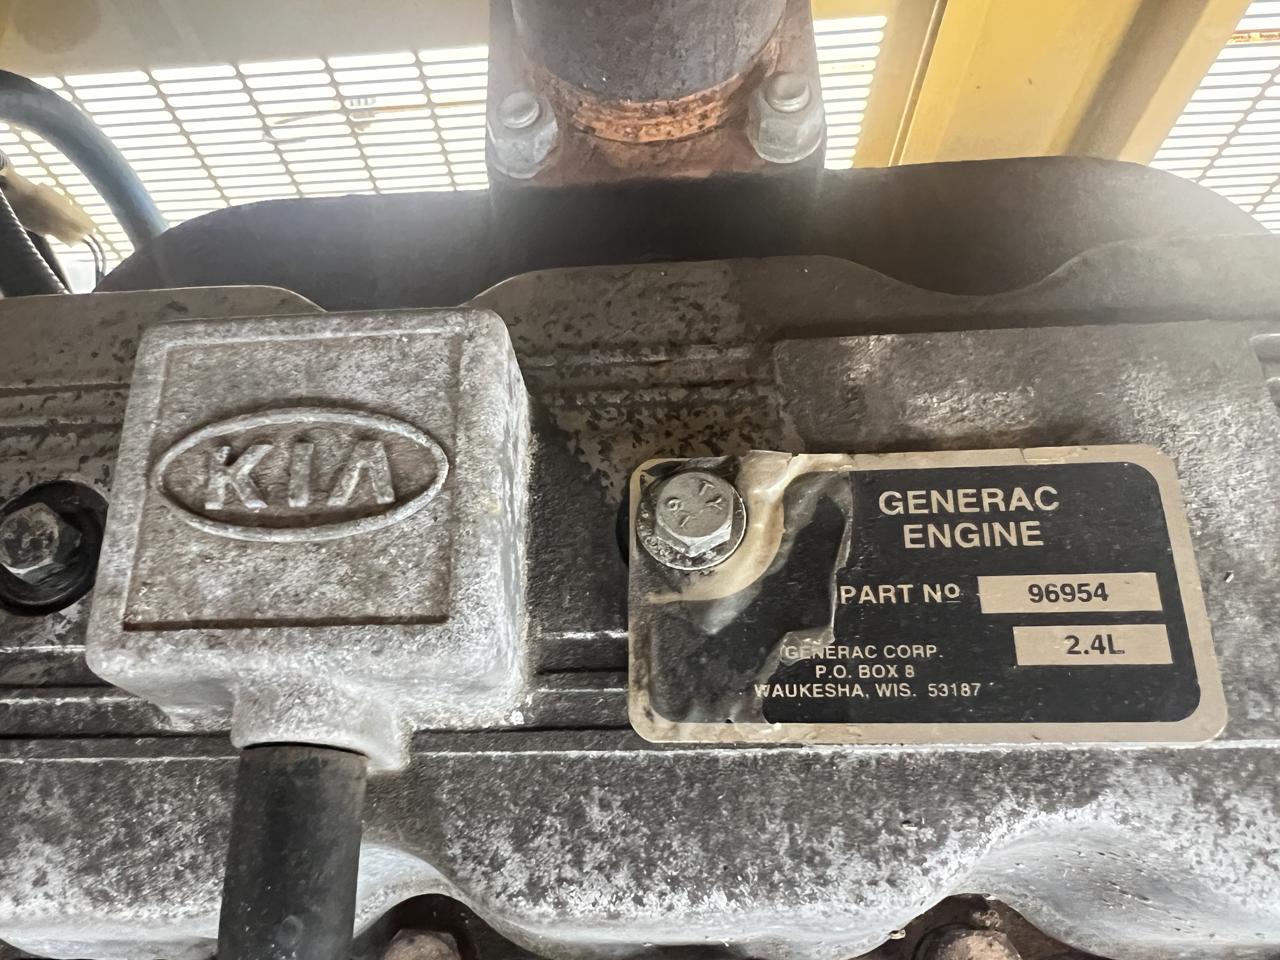 KIA
GENERAC
ENGINE
PART Nº 96954
2.4L
GENERAC CORP.
P.O. BOX 8
WAUKESHA, WIS. 53187